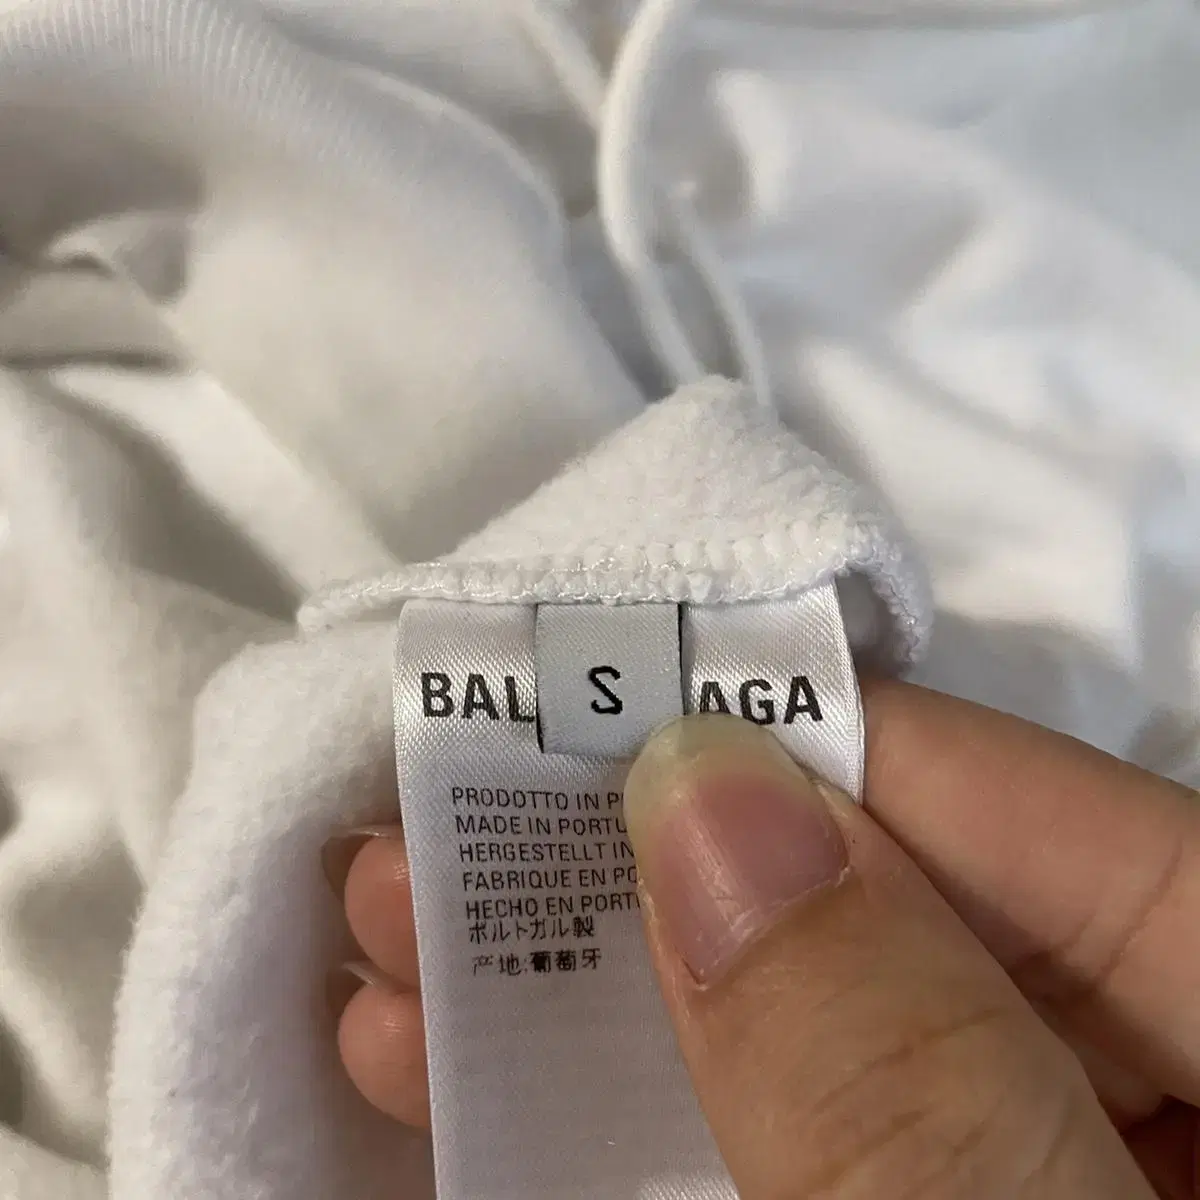 BAL S AGA
PRODOTTO IN P
MADE IN PORTU
HERGESTELLT IN
FABRIQUE EN PO
HECHO EN PORT
ポルトガル製
产地:葡萄牙